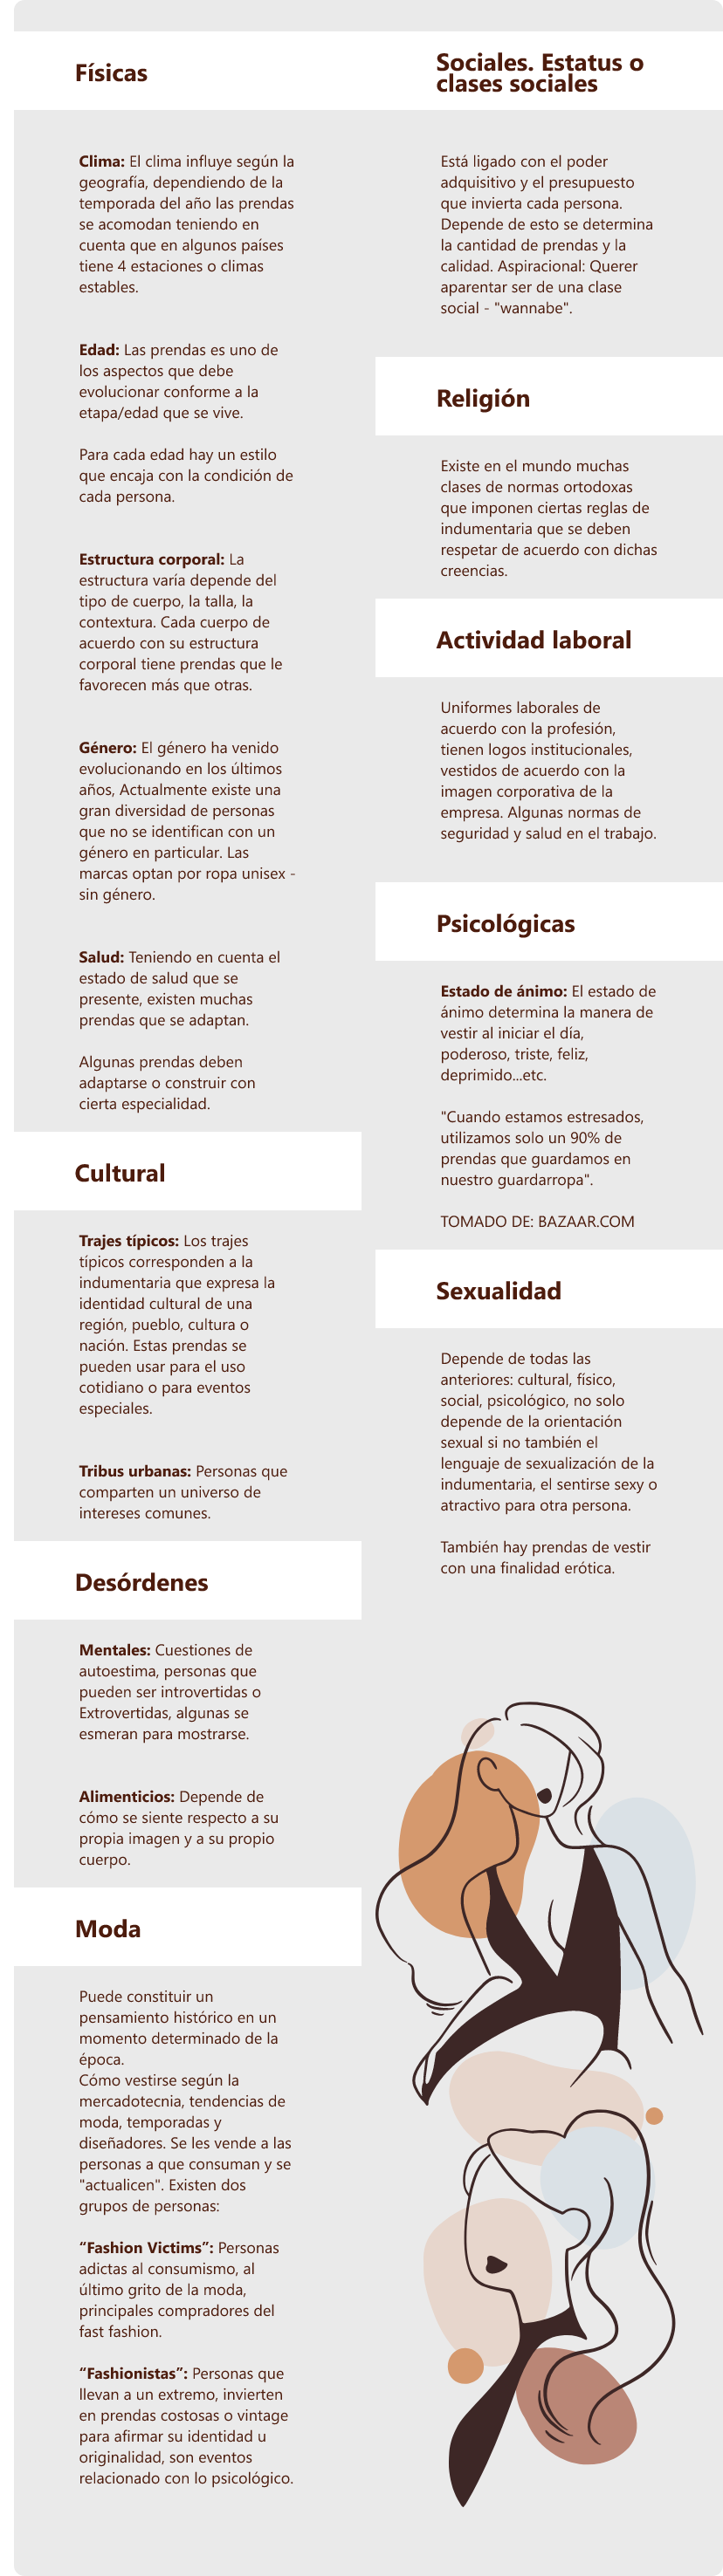 Físicas
Clima: El clima influye según la
geografía, dependiendo de la
temporada del año las prendas
se acomodan teniendo en
cuenta que en algunos países
tiene 4 estaciones o climas
estables.
Edad: Las prendas es uno de
los aspectos que debe
evolucionar conforme a la
etapa/edad que se vive.
Para cada edad hay un estilo
que encaja con la condición de
cada persona.
Estructura corporal: La
estructura varía depende del
tipo de cuerpo, la talla, la
contextura. Cada cuerpo de
acuerdo con su estructura
corporal tiene prendas que le
favorecen más que otras.
Género: El género ha venido
evolucionando en los últimos
años, Actualmente existe una
gran diversidad de personas
que no se identifican con un
género en particular. Las
marcas optan por ropa unisex -
sin género.
Salud: Teniendo en cuenta el
estado de salud que se
presente, existen muchas
prendas que se adaptan.
Algunas prendas deben
adaptarse o construir con
cierta especialidad.
Cultural
Trajes típicos: Los trajes
típicos corresponden a la
indumentaria que expresa la
identidad cultural de una
región, pueblo, cultura o
nación. Estas prendas se
pueden usar para el uso
cotidiano o para eventos
especiales.
Tribus urbanas: Personas que
comparten un universo de
intereses comunes.
Desórdenes
Mentales: Cuestiones de
autoestima, personas que
pueden ser introvertidas o
Extrovertidas, algunas se
esmeran para mostrarse.
Alimenticios: Depende de
cómo se siente respecto a su
propia imagen y a su propio
cuerpo.
Moda
Puede constituir un
pensamiento histórico en un
momento determinado de la
época.
Cómo vestirse según la
mercadotecnia, tendencias de
moda, temporadas y
diseñadores. Se les vende a las
personas a que consuman y se
"actualicen". Existen dos
grupos de personas:
“Fashion Victims”: Personas
adictas al consumismo, al
último grito de la moda,
principales compradores del
fast fashion.
“Fashionistas”: Personas que
llevan a un extremo, invierten
en prendas costosas o vintage
para afirmar su identidad u
originalidad, son eventos
relacionado con lo psicológico.
Sociales. Estatus o
clases sociales
Está ligado con el poder
adquisitivo y el presupuesto
que invierta cada persona.
Depende de esto se determina
la cantidad de prendas y la
calidad. Aspiracional: Querer
aparentar ser de una clase
social - "wannabe".
Religión
Existe en el mundo muchas
clases de normas ortodoxas
que imponen ciertas reglas de
indumentaria que se deben
respetar de acuerdo con dichas
creencias.
Actividad laboral
Uniformes laborales de
acuerdo con la profesión,
tienen logos institucionales,
vestidos de acuerdo con la
imagen corporativa de la
empresa. Algunas normas de
seguridad y salud en el trabajo.
Psicológicas
Estado de ánimo: El estado de
ánimo determina la manera de
vestir al iniciar el día,
poderoso, triste, feliz,
deprimido...etc.
"Cuando estamos estresados,
utilizamos solo un 90% de
prendas que guardamos en
nuestro guardarropa".
TOMADO DE: BAZAAR.COM
Sexualidad
Depende de todas las
anteriores: cultural, físico,
social, psicológico, no solo
depende de la orientación
sexual si no también el
lenguaje de sexualización de la
indumentaria, el sentirse sexy o
atractivo para otra persona.
También hay prendas de vestir
con una finalidad erótica.